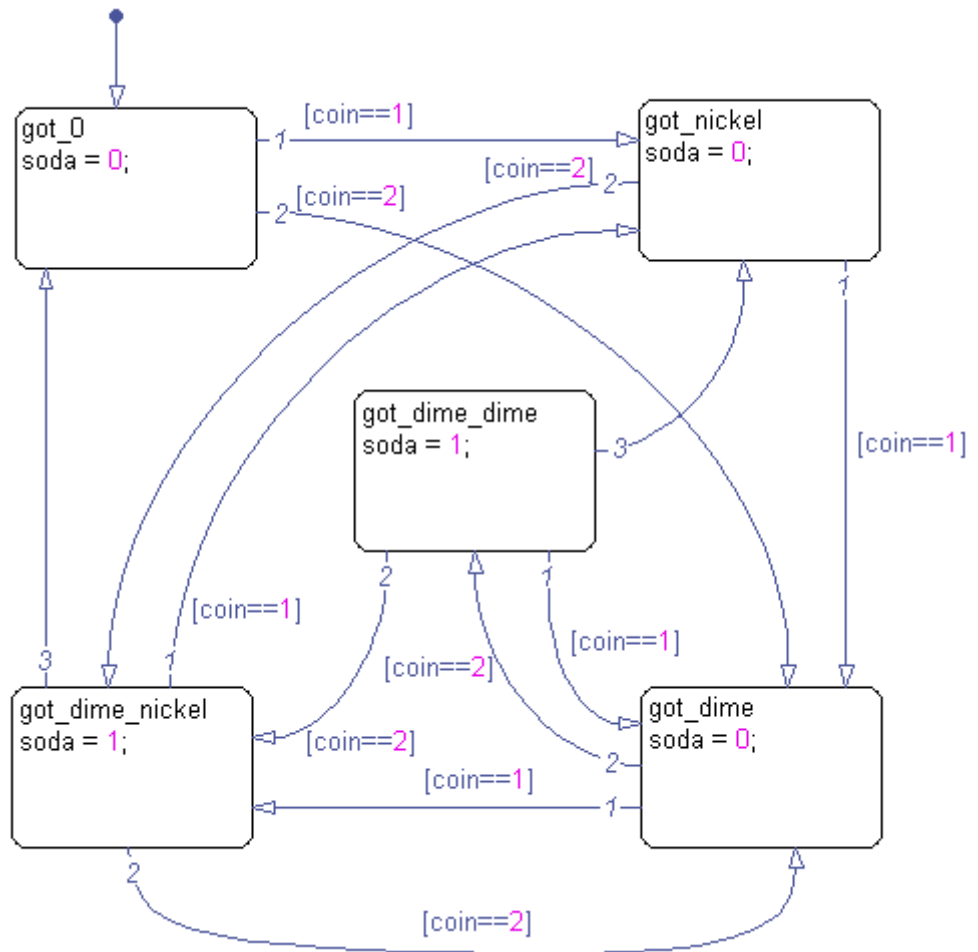 got_0
soda = 0;
1
[coin==1]
2
[coin==2]
got_nickel
soda = 0;
[coin==2]
2
1
[coin==1]
got_dime_dime
soda = 1;
3
2
1
[coin==1]
[coin==2]
[coin==1]
3
1
got_dime_nickel
soda = 1;
[coin==2]
got_dime
soda = 0;
2
[coin==1]
1
2
[coin==2]